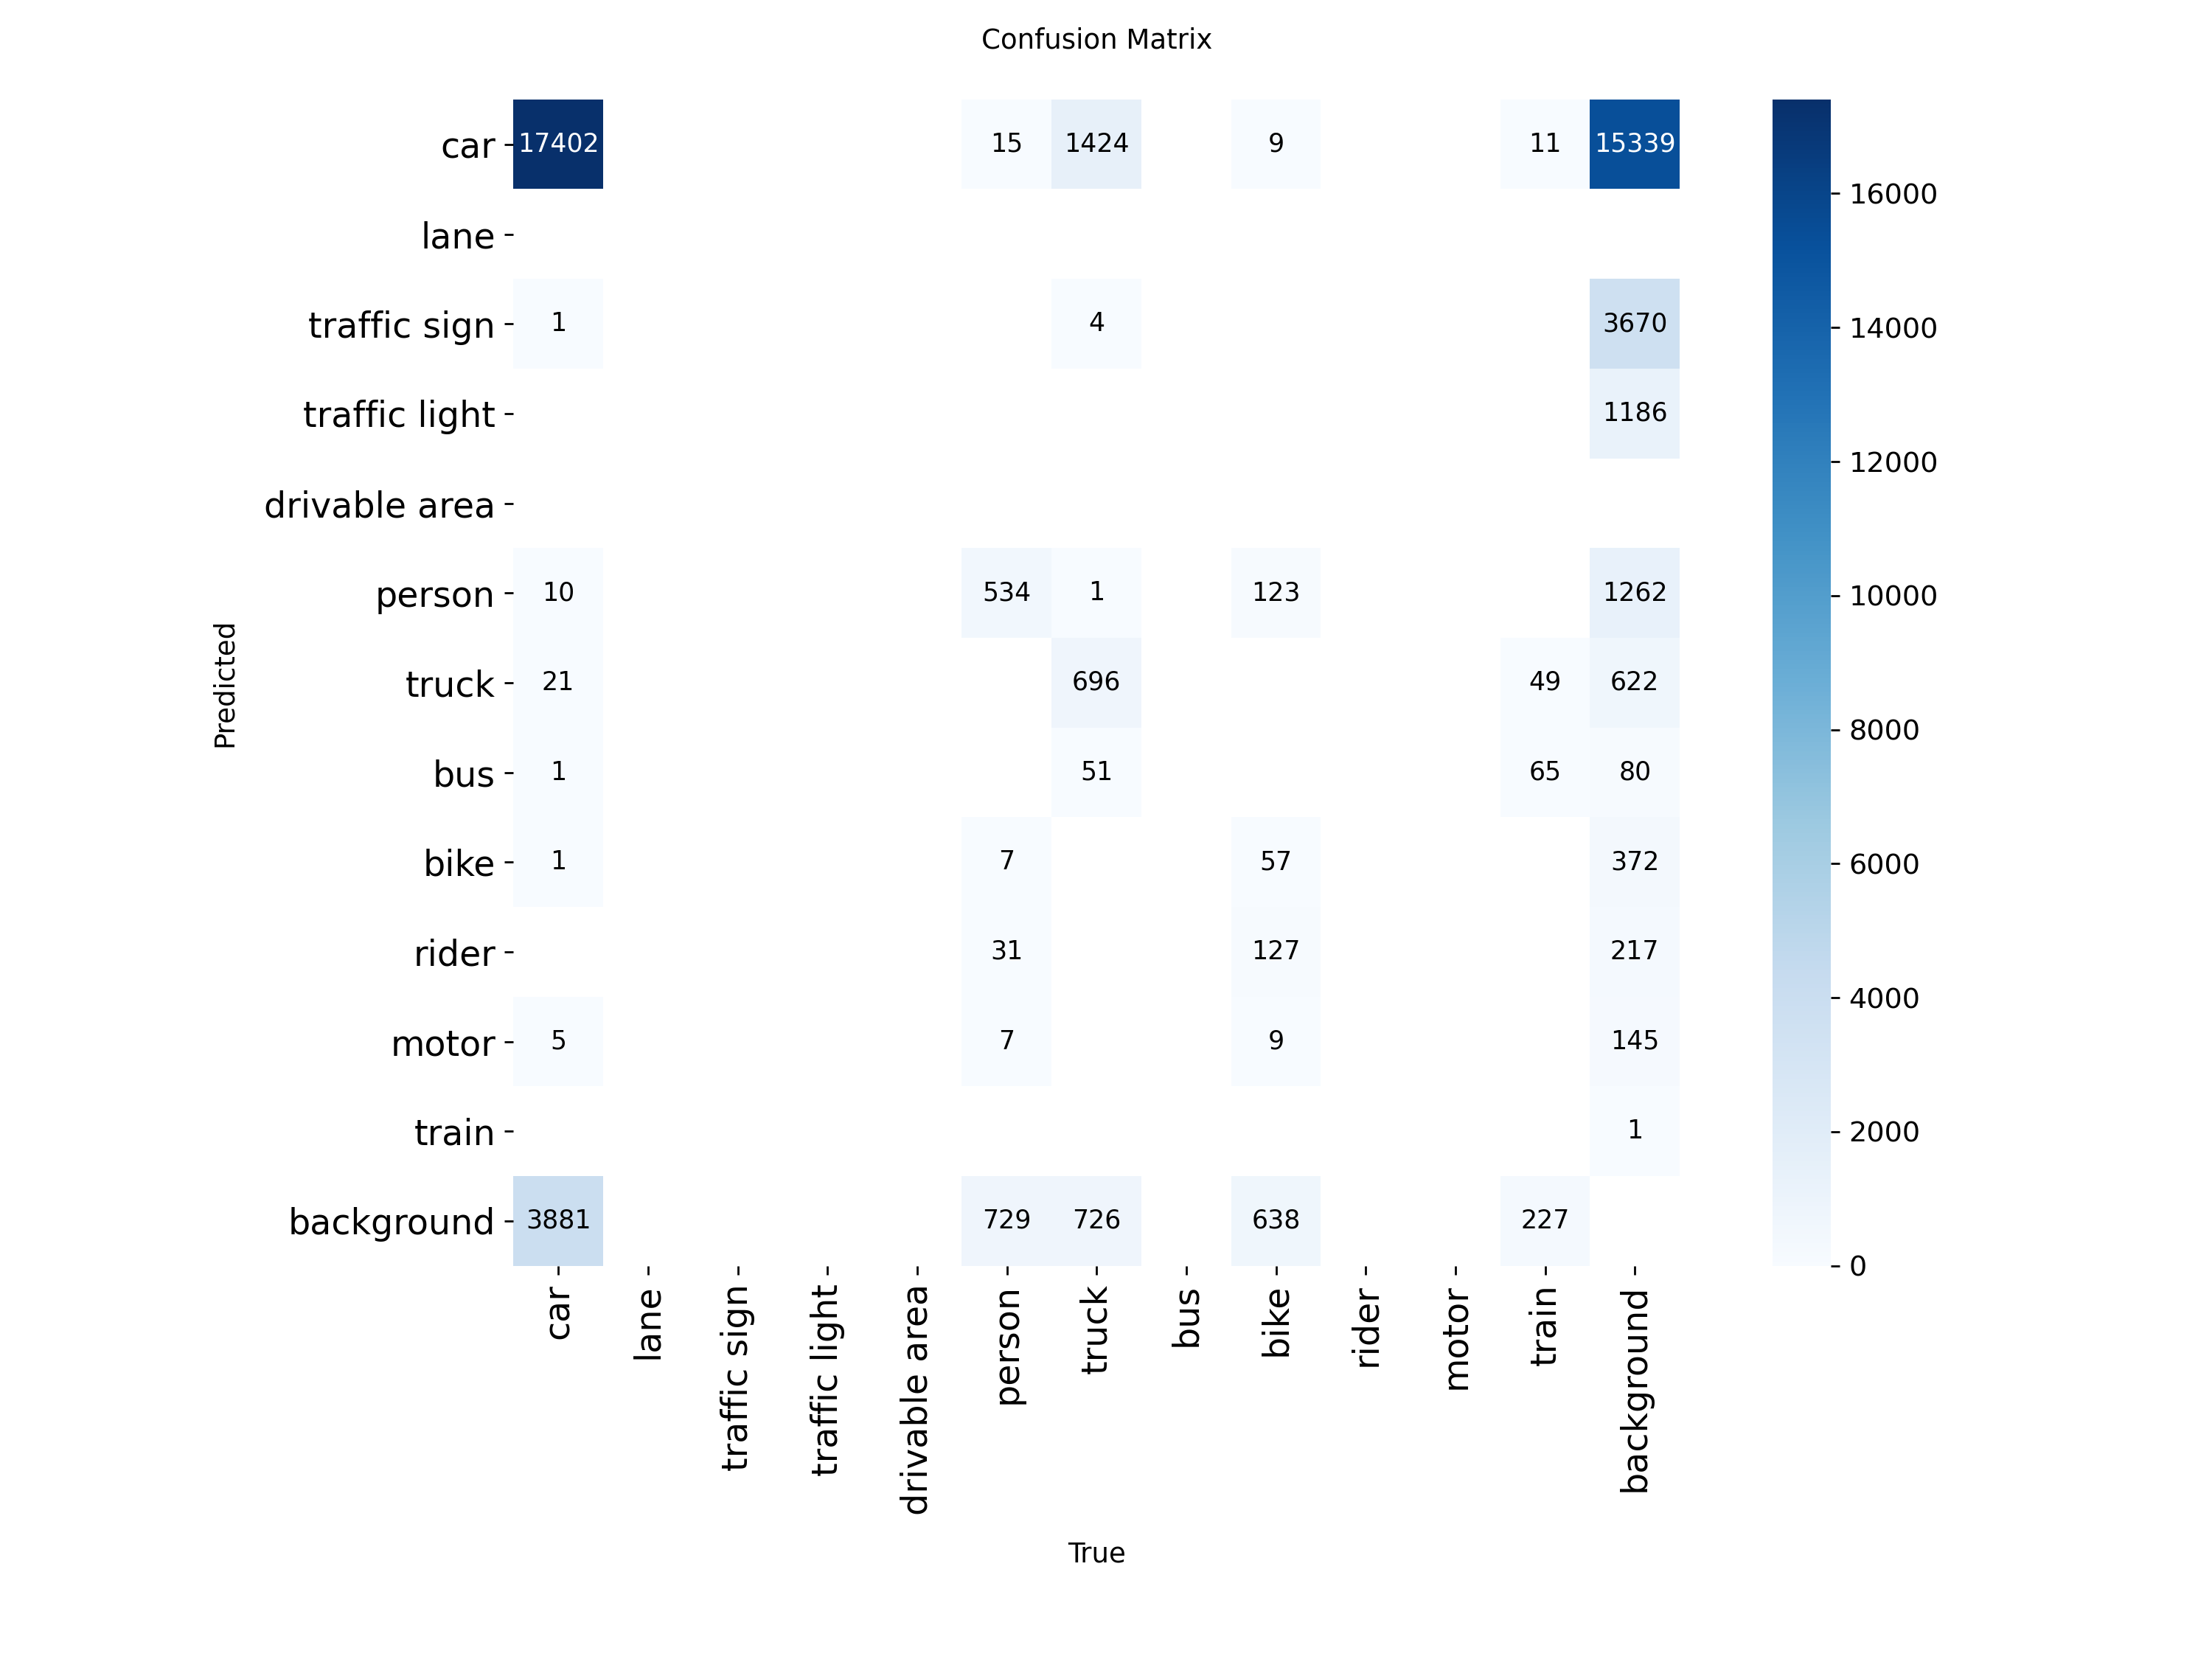 Confusion Matrix
car 17402 15 1424 9 11 15339
lane
traffic sign 1 4 3670
traffic light 1186
drivable area
person 10 534 1 123 1262
truck 21 696 49 622
bus 1 51 65 80
bike 1 7 57 372
rider 31 127 217
motor 5 7 9 145
train 1
background 3881 729 726 638 227
Predicted
car lane traffic sign traffic light drivable area person truck bus bike rider motor train background
True
16000
14000
12000
10000
8000
6000
4000
2000
0